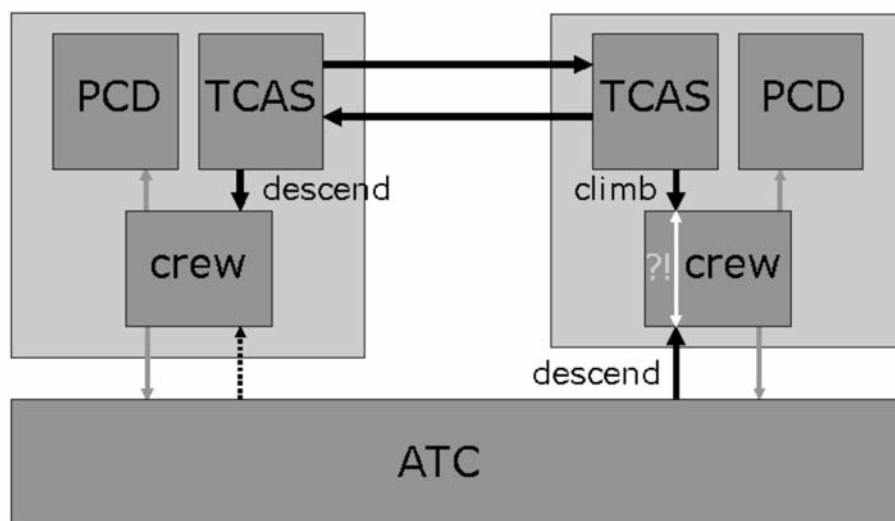 PCD TCAS TCAS PCD
descend climb
crew ?! crew
descend
ATC